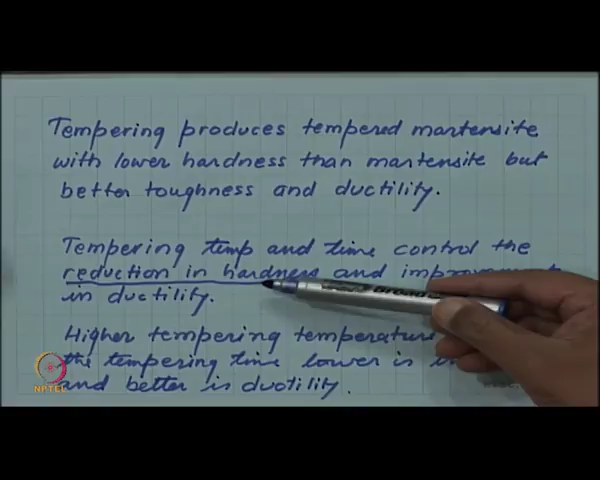 Tempering produces tempered martensite
with lower hardness than martensite but
better toughness and ductility.
Tempering temp and time control the
reduction in hardness and improvement
in ductility.
Higher tempering temperature
the tempering time lower is
and better is ductility.
NPTEL